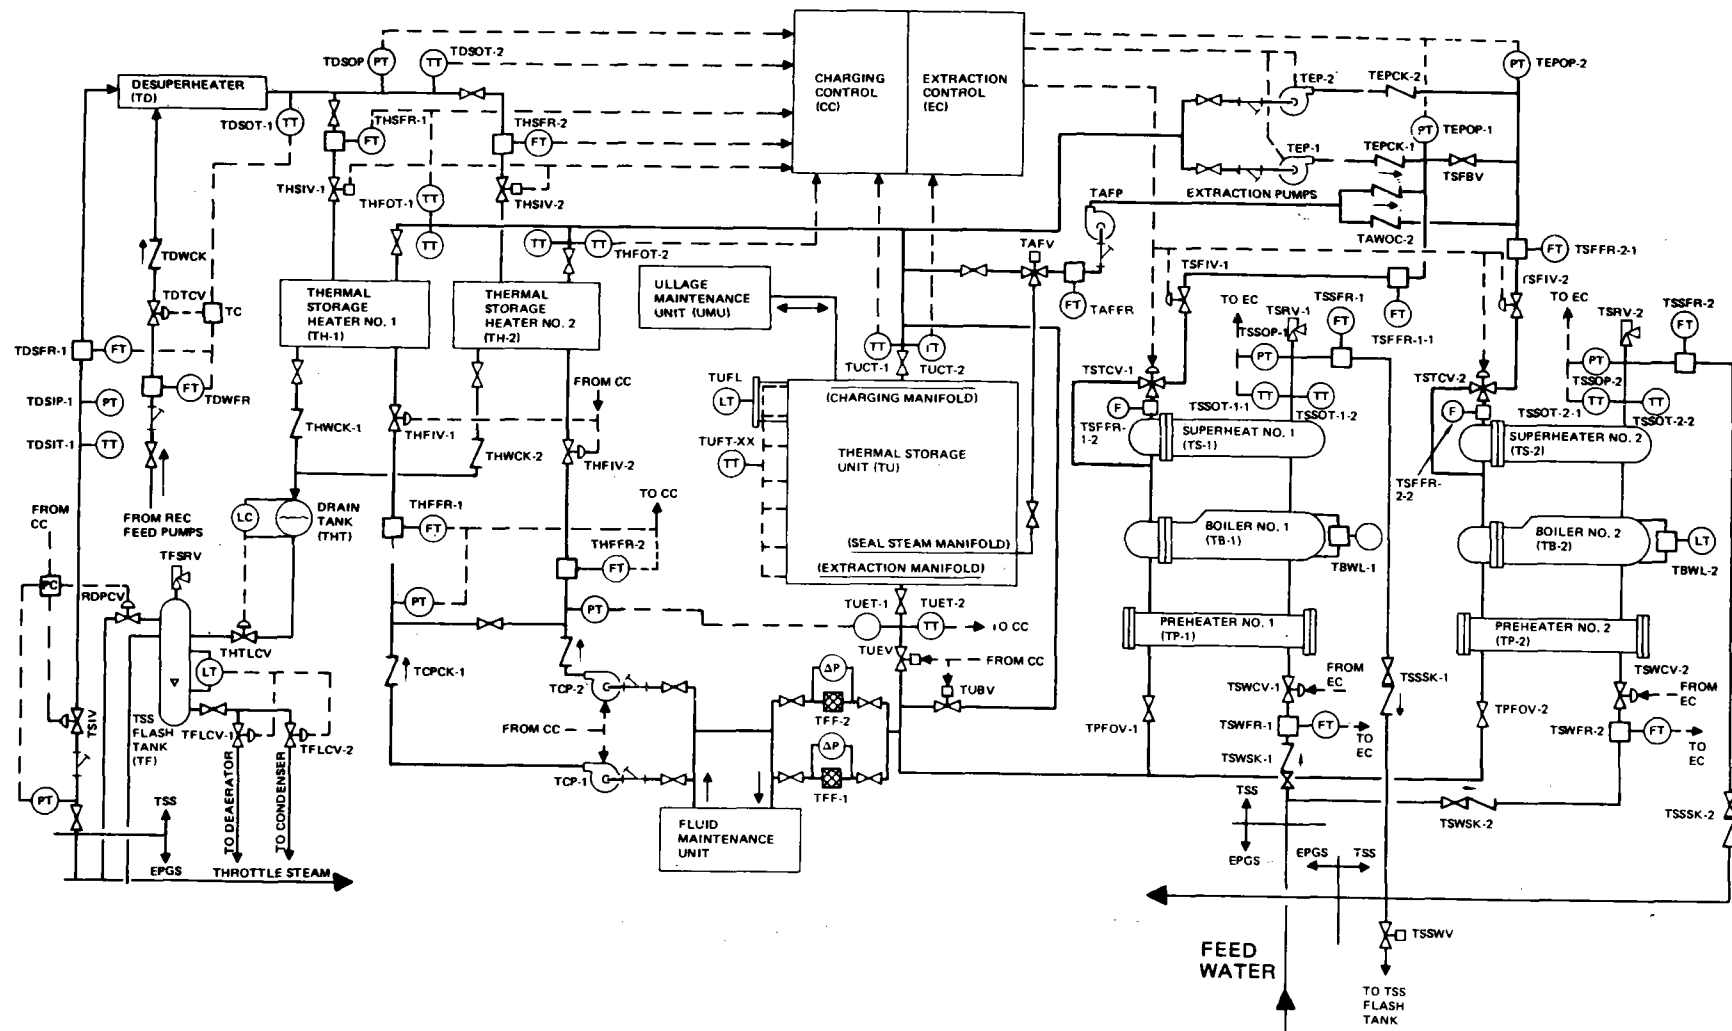 TDSOP
PT
TDSOT-2
TT
DESUPERHEATER
(TD)
TDSOT-1
TT
THSFR-1
FT
THSFR-2
FT
CHARGING
CONTROL
(CC)
EXTRACTION
CONTROL
(EC)
TEP-2
TEPCK-2
PT
TEPOP-2
PT
TEPOP-1
TEP-1
TEPCK-1
TSFBV
EXTRACTION PUMPS
THSIV-1
THSIV-2
THFOT-1
TT
TT
TT
TT
THFOT-2
TAFP
TAFV
TAWOC-2
FT
TAFFR
FT
TSFFR-2-1
TSFIV-1
TSFIV-2
FT
TSFFR-1-1
TDWCK
TDTCV
TC
TDSFR-1
FT
FT
TDWFR
TDSIP-1
PT
TDSIT-1
TT
FROM REC
FEED PUMPS
THERMAL
STORAGE
HEATER NO. 1
(TH-1)
THERMAL
STORAGE
HEATER NO. 2
(TH-2)
ULLAGE
MAINTENANCE
UNIT (UMU)
TT
TUCT-1
TUCT-2
TO EC
TSRV-1
TSSFR-1
FT
TSSOP-1
PT
TSTCV-1
TT
TT
TSSOT-1-1
TSSOT-1-2
F
TSFFR-
1-2
TO EC
TSRV-2
TSSFR-2
FT
PT
TSSOP-2
TSTCV-2
TT
TT
TSSOT-2-1
TSSOT-2-2
F
TSFFR-
2-2
FROM CC
THWCK-1
THFIV-1
THWCK-2
THFIV-2
TUFL
LT
TUFT-XX
TT
(CHARGING MANIFOLD)
THERMAL STORAGE
UNIT (TU)
(SEAL STEAM MANIFOLD)
(EXTRACTION MANIFOLD)
SUPERHEAT NO. 1
(TS-1)
SUPERHEATER NO. 2
(TS-2)
BOILER NO. 1
(TB-1)
TBWL-1
BOILER NO. 2
(TB-2)
LT
TBWL-2
PREHEATER NO. 1
(TP-1)
PREHEATER NO. 2
(TP-2)
FROM
CC
LC
DRAIN
TANK
(THT)
TFSRV
RDPCV
THTLCV
LT
TSIV
TSS
FLASH
TANK
(TF)
TFLCV-1
TFLCV-2
PT
TO DEAERATOR
TO CONDENSER
TSS
EPGS
THROTTLE STEAM
THFFR-1
FT
TO CC
THFFR-2
FT
PT
PT
TUET-1
TUET-2
TT
TO CC
TUEV
FROM CC
TUBV
TCPCK-1
TCP-2
FROM CC
TCP-1
ΔP
TFF-2
ΔP
TFF-1
FLUID
MAINTENANCE
UNIT
TPFOV-1
TSWCV-1
FROM
EC
TSWFR-1
FT
TO
EC
TSWSK-1
TSSSK-1
TPFOV-2
TSWCV-2
FROM
EC
TSWFR-2
FT
TO
EC
TSWSK-2
TSSSK-2
TSS
EPGS
EPGS
TSS
TSSWV
FEED
WATER
TO TSS
FLASH
TANK